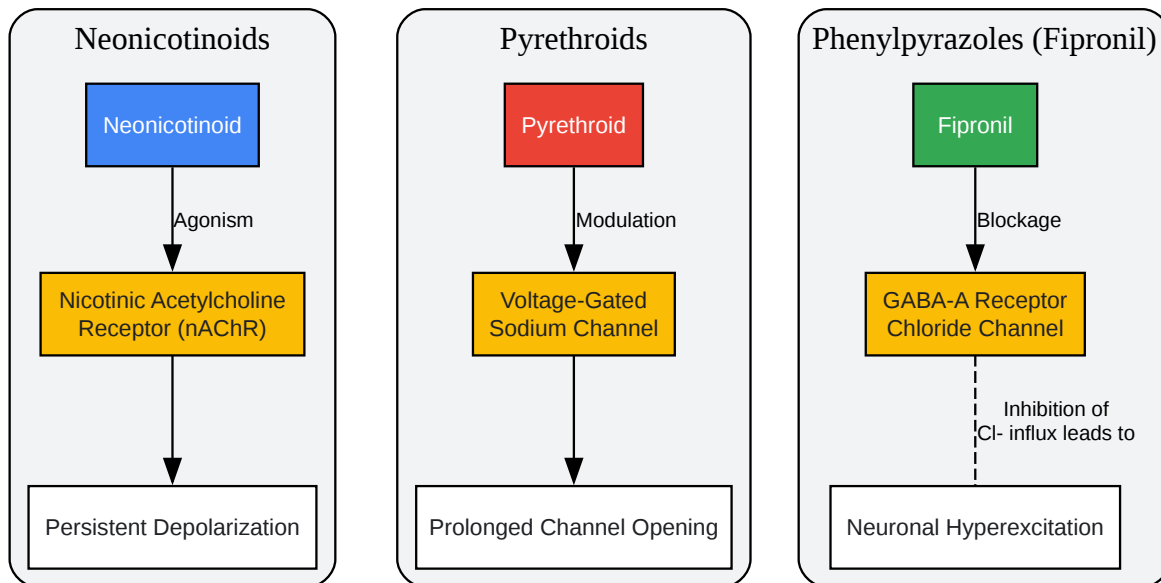 Neonicotinoids
Neonicotinoid
Agonism
Nicotinic Acetylcholine
Receptor (nAChR)
Persistent Depolarization
Pyrethroids
Pyrethroid
Modulation
Voltage-Gated
Sodium Channel
Prolonged Channel Opening
Phenylpyrazoles (Fipronil)
Fipronil
Blockage
GABA-A Receptor
Chloride Channel
Inhibition of
Cl- influx leads to
Neuronal Hyperexcitation